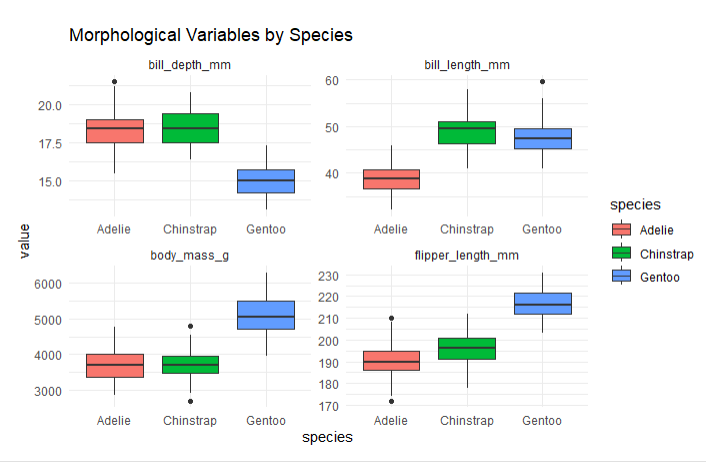 Morphological Variables by Species
bill_depth_mm
bill_length_mm
20.0
17.5
15.0
60
50
40
Adelie Chinstrap Gentoo
Adelie Chinstrap Gentoo
body_mass_g
flipper_length_mm
6000
5000
4000
3000
230
220
210
200
190
180
170
Adelie Chinstrap Gentoo
Adelie Chinstrap Gentoo
value
species
species
Adelie
Chinstrap
Gentoo